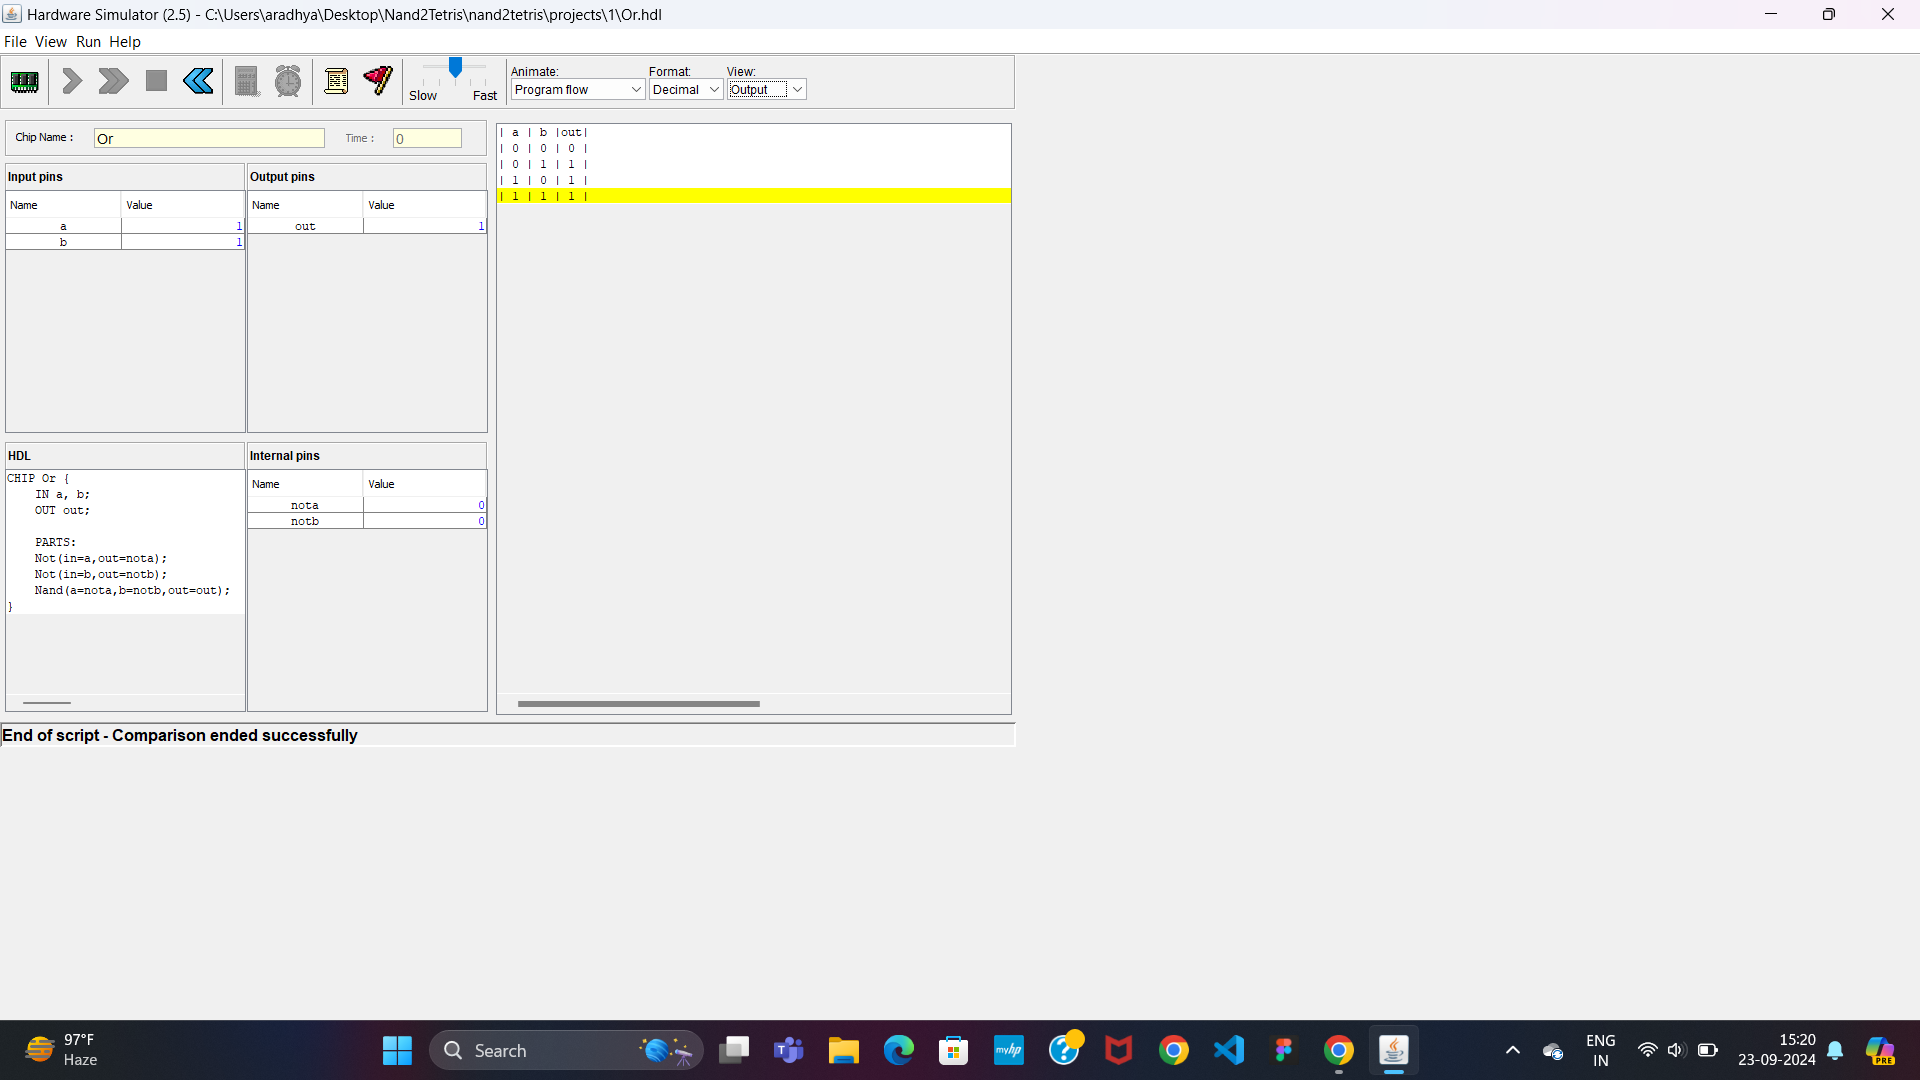 Hardware Simulator (2.5) - C:\Users\aradhya\Desktop\Nand2Tetris\nand2tetris\projects\1\Or.hdl
File View Run Help
Animate: Format: View:
Slow Fast Program flow Decimal Output
Chip Name : Or Time : 0
Input pins
Name Value
a 1
b 1
Output pins
Name Value
out 1
| a | b |out|
| 0 | 0 | 0 |
| 0 | 1 | 1 |
| 1 | 0 | 1 |
| 1 | 1 | 1 |
HDL
CHIP Or {
    IN a, b;
    OUT out;
    PARTS:
    Not(in=a,out=nota);
    Not(in=b,out=notb);
    Nand(a=nota,b=notb,out=out);
}
Internal pins
Name Value
nota 0
notb 0
End of script - Comparison ended successfully
97°F
Haze
Search
myhp
ENG
IN
15:20
23-09-2024
PRE